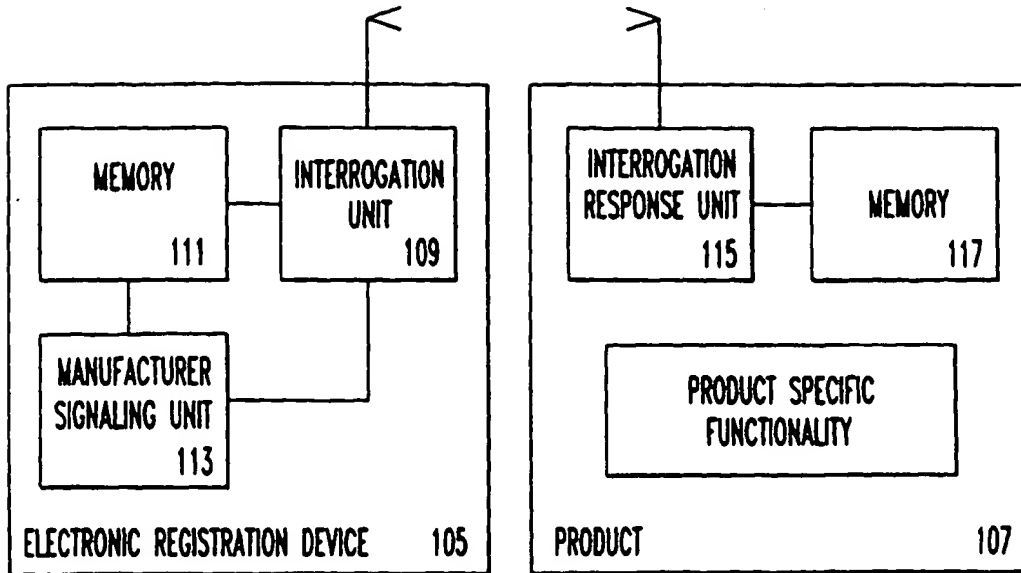 MEMORY
111
INTERROGATION
UNIT
109
MANUFACTURER
SIGNALING UNIT
113
ELECTRONIC REGISTRATION DEVICE 105
INTERROGATION
RESPONSE UNIT
115
MEMORY
117
PRODUCT SPECIFIC
FUNCTIONALITY
PRODUCT 107